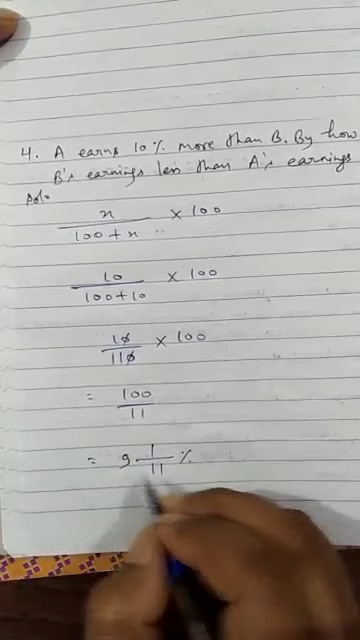 4. A earns 10% more than B. By how
B's earnings less than A's earnings
Sol:
x/(100+x) × 100
10/(100+10) × 100
10/110 × 100
= 100/11
= 9 1/11 %